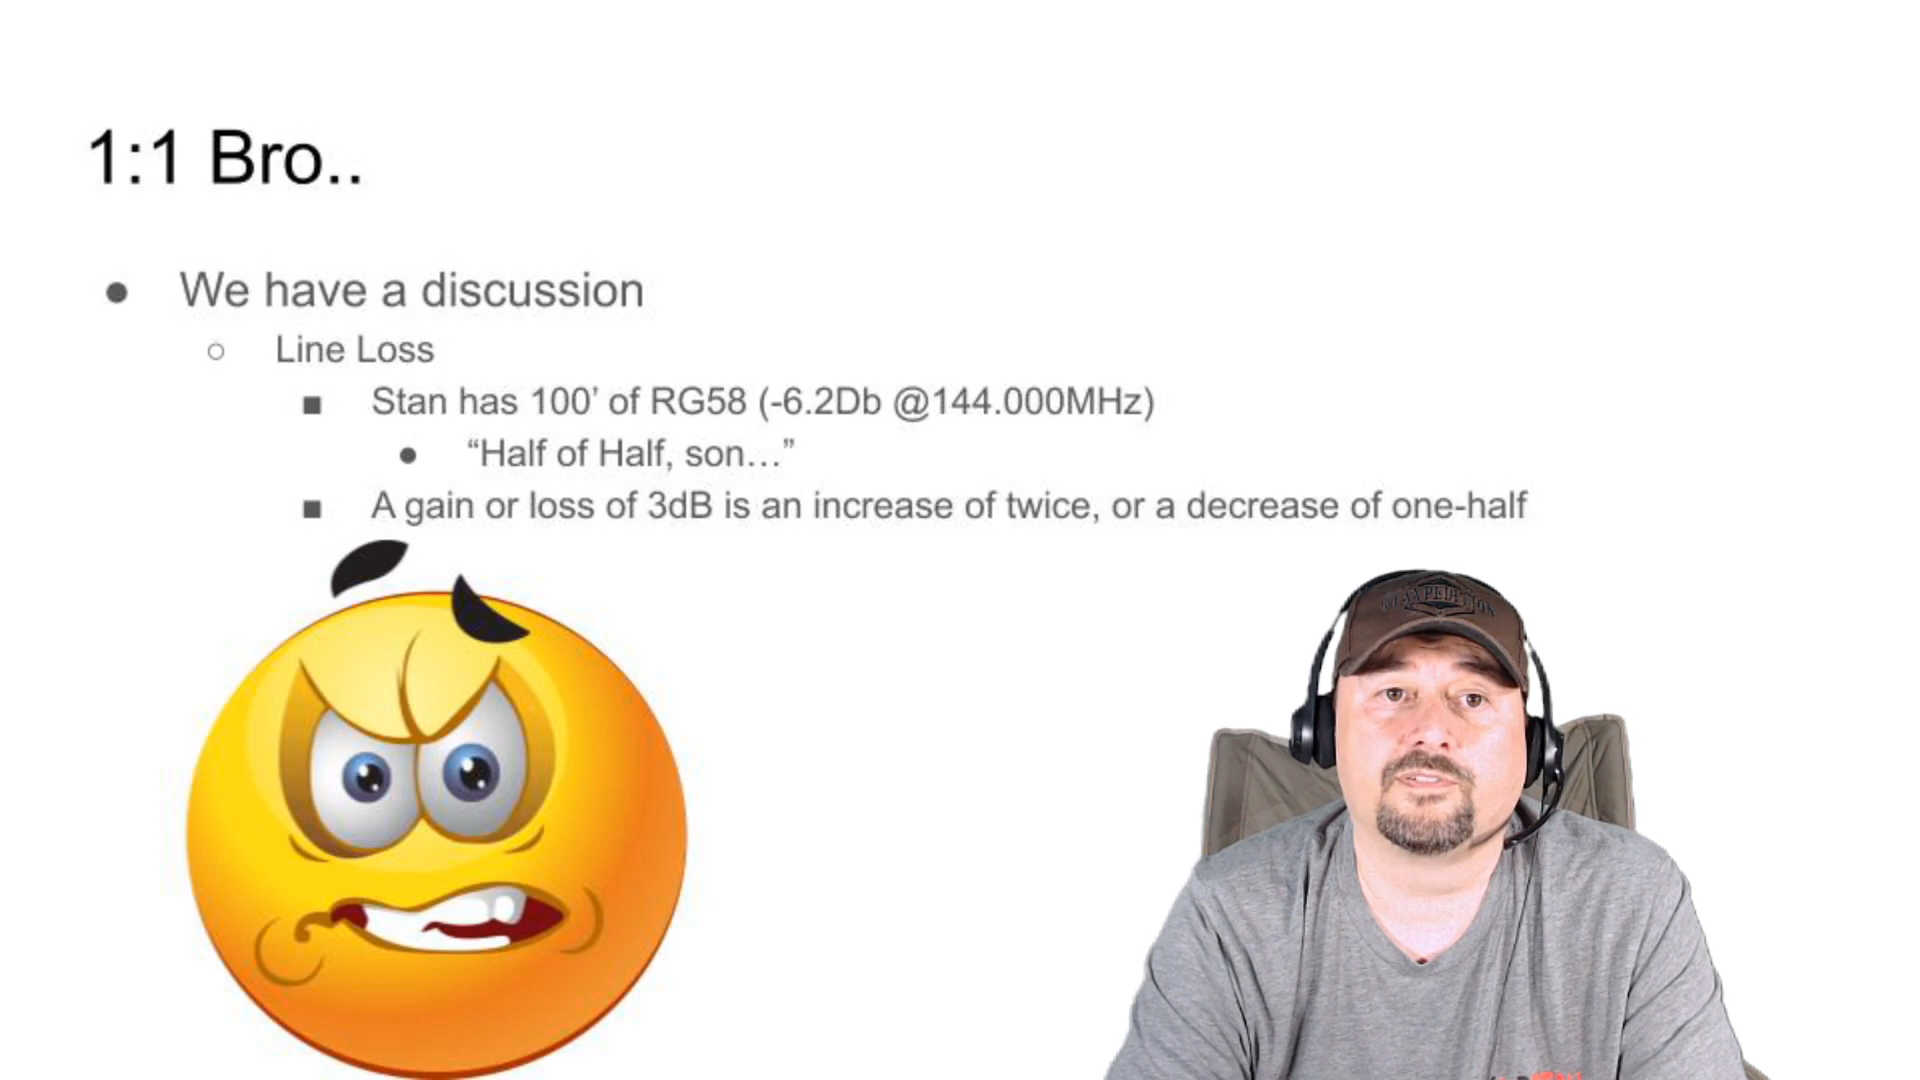 1:1 Bro..
● We have a discussion
○ Line Loss
■ Stan has 100’ of RG58 (-6.2Db @144.000MHz)
● “Half of Half, son…”
■ A gain or loss of 3dB is an increase of twice, or a decrease of one-half